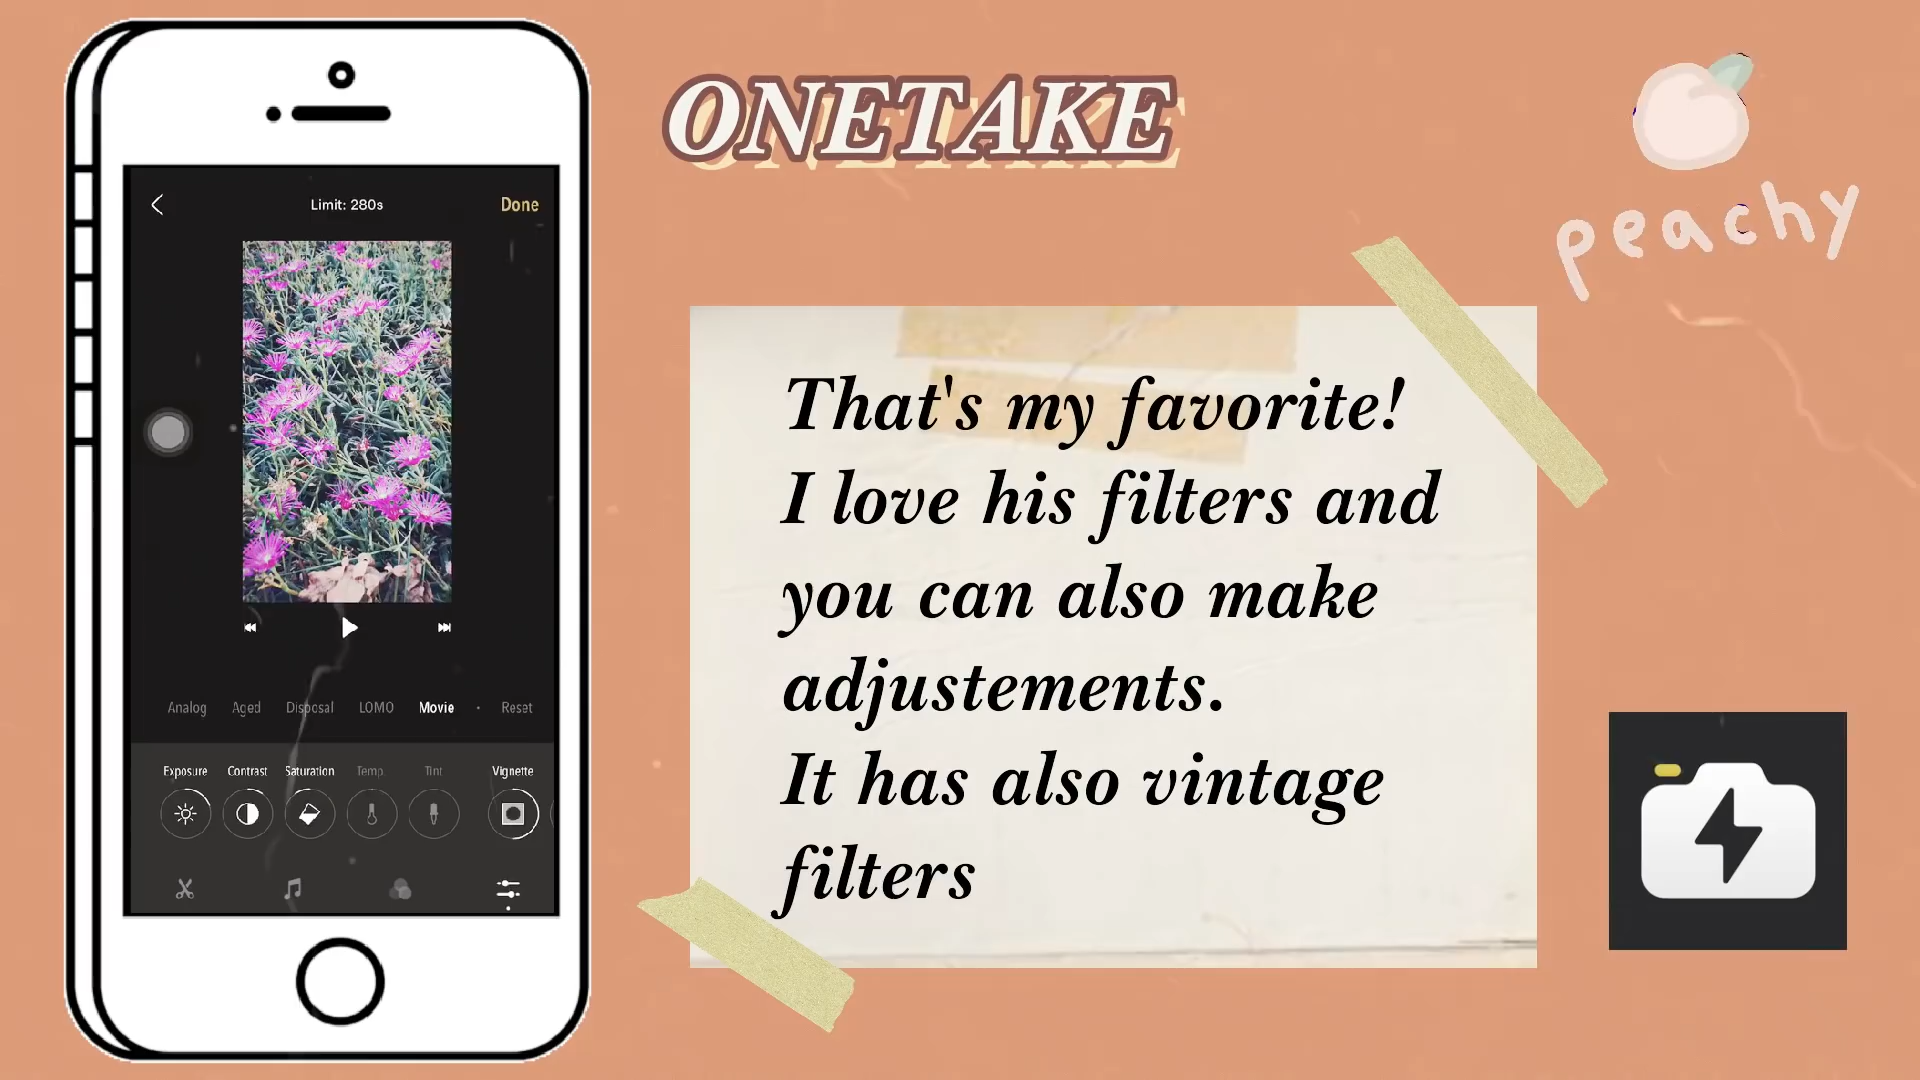 ONETAKE
peachy
Limit: 280s
Done
That's my favorite!
I love his filters and
you can also make
adjustements.
It has also vintage
filters
Analog Aged Disposal LOMO Movie · Reset
Exposure Contrast Saturation Temp. Tint Vignette